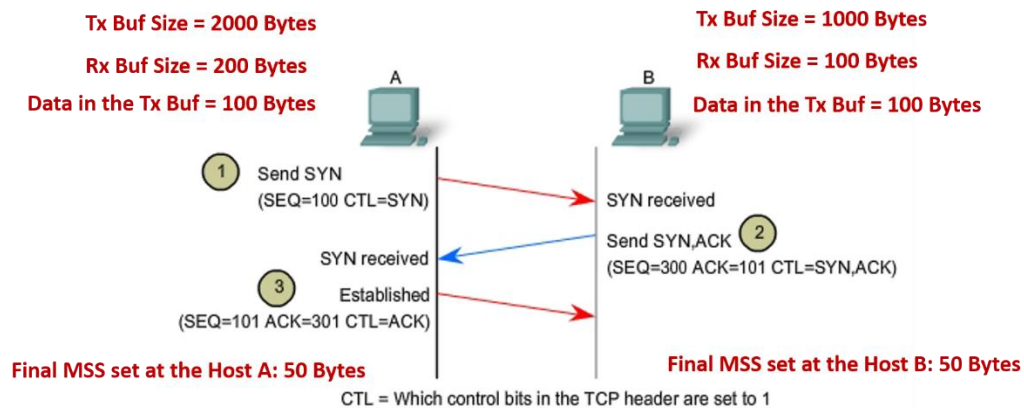 Tx Buf Size = 2000 Bytes
Rx Buf Size = 200 Bytes
Data in the Tx Buf = 100 Bytes
Tx Buf Size = 1000 Bytes
Rx Buf Size = 100 Bytes
Data in the Tx Buf = 100 Bytes
A
B
1
Send SYN
(SEQ=100 CTL=SYN)
SYN received
Send SYN,ACK
2
(SEQ=300 ACK=101 CTL=SYN,ACK)
SYN received
3
Established
(SEQ=101 ACK=301 CTL=ACK)
Final MSS set at the Host A: 50 Bytes
Final MSS set at the Host B: 50 Bytes
CTL = Which control bits in the TCP header are set to 1